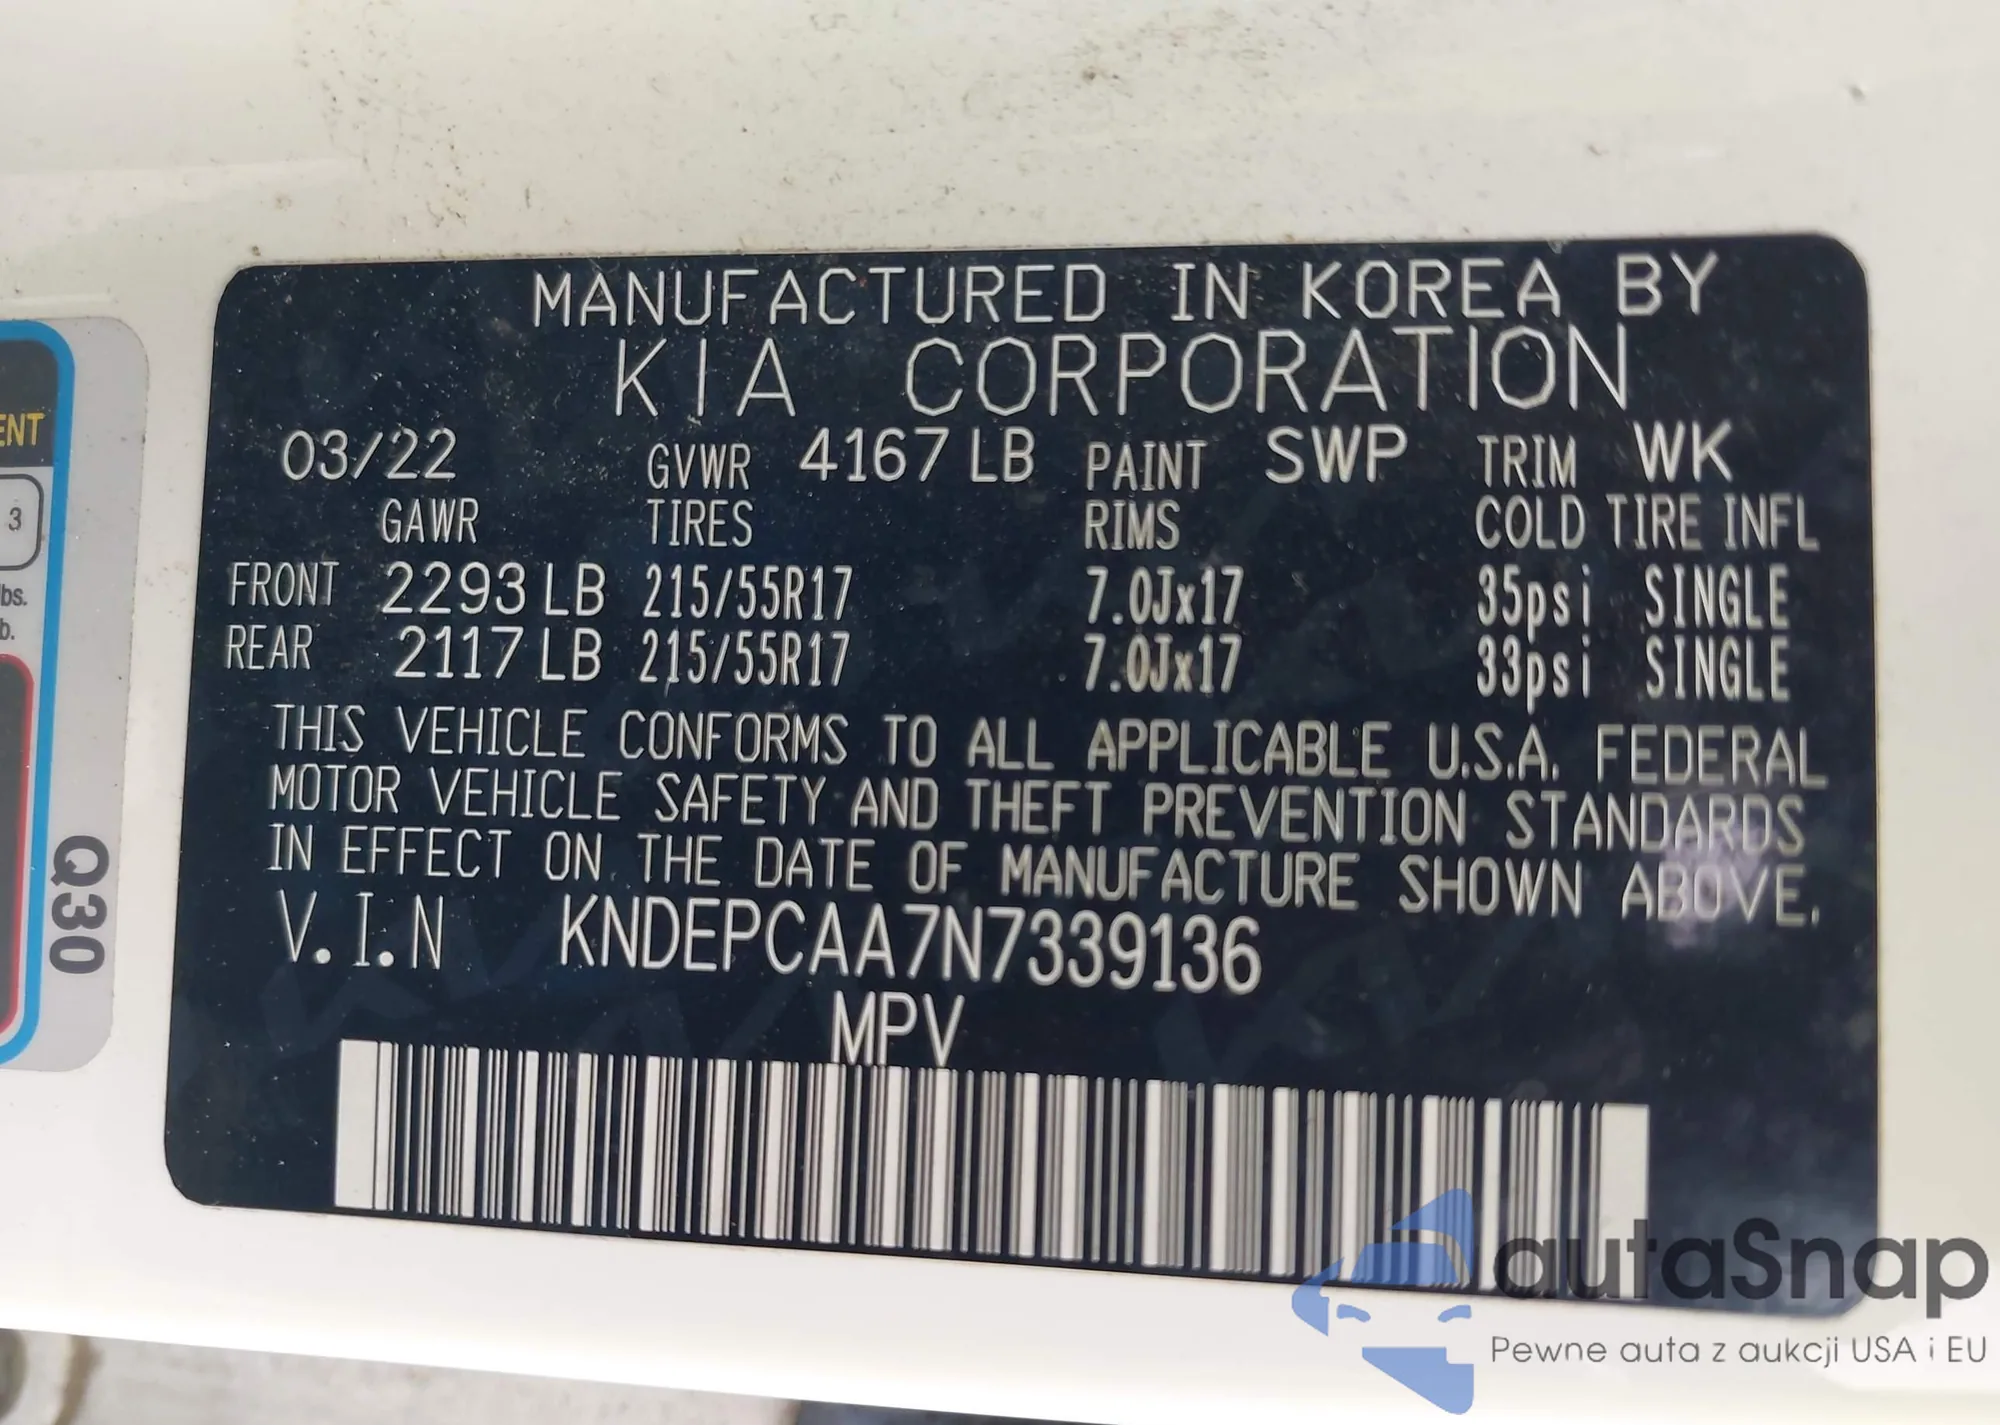 MANUFACTURED IN KOREA BY
KIA CORPORATION
03/22 GVWR 4167 LB PAINT SWP TRIM WK
GAWR TIRES RIMS COLD TIRE INFL
FRONT 2293 LB 215/55R17 7.0Jx17 35psi SINGLE
REAR 2117 LB 215/55R17 7.0Jx17 33psi SINGLE
THIS VEHICLE CONFORMS TO ALL APPLICABLE U.S.A. FEDERAL
MOTOR VEHICLE SAFETY AND THEFT PREVENTION STANDARDS
IN EFFECT ON THE DATE OF MANUFACTURE SHOWN ABOVE.
V.I.N KNDEPCAA7N7339136
MPV
ENT
3
lbs.
b.
Q30
autaSnap
Pewne auta z aukcji USA i EU